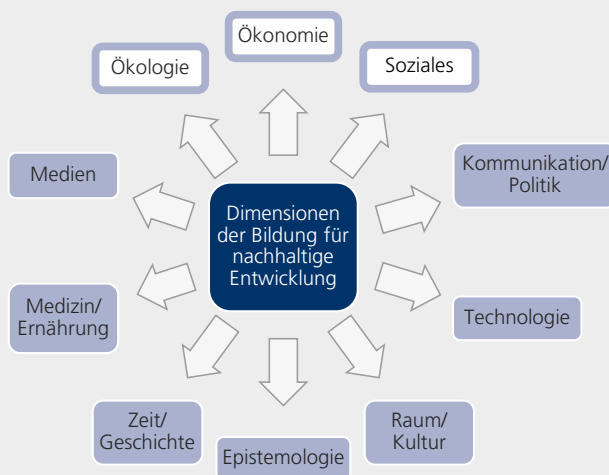 Ökonomie
Ökologie
Soziales
Medien
Kommunikation/
Politik
Dimensionen
der Bildung für
nachhaltige
Entwicklung
Medizin/
Ernährung
Technologie
Zeit/
Geschichte
Raum/
Kultur
Epistemologie